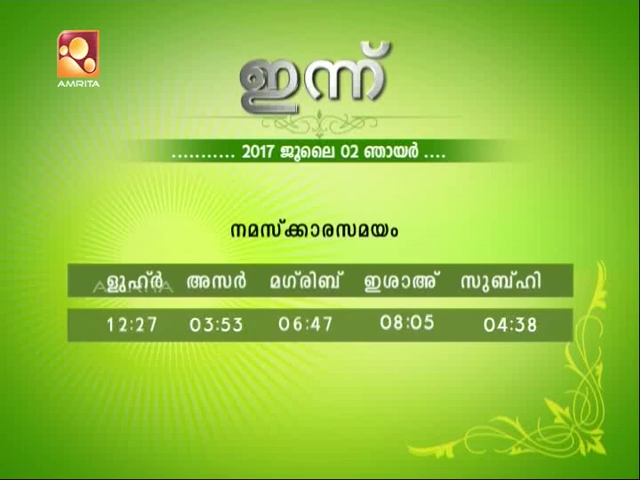 AMRITA
ഇന്ന്
........... 2017 ജൂലൈ 02 ഞായർ ....
നമസ്ക്കാരസമയം
ളുഹ്ർ അസർ മഗ്‌രിബ് ഇശാഅ് സുബ്ഹി
AMRITA
12:27 03:53 06:47 08:05 04:38